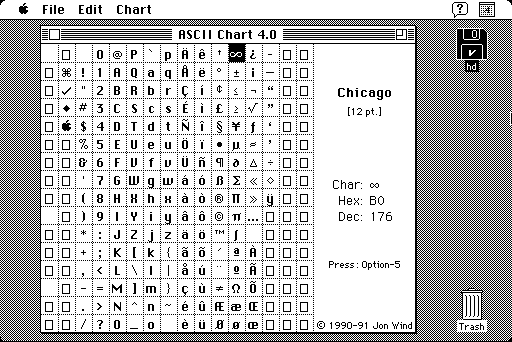 File Edit Chart
ASCII Chart 4.0
0 @ P ` p Ä ê † ∞ ¿ -
⌘ ! 1 A Q a q Å ë ° ± ¡ —
✓ " 2 B R b r Ç í ¢ ≤ ¬ “
◆ # 3 C S c s É ì £ ≥ √ ”
$ 4 D T d t Ñ î § ¥ ƒ ‘
% 5 E U e u Ö ï • µ ≈ ’
& 6 F V f v Ü ñ ¶ ∂ ∆ ÷
' 7 G W g w á ó ß Σ « ◊
( 8 H X h x à ò ® Π » ÿ
) 9 I Y i y â ô © π …
* : J Z j z ä ö ™ ∫
+ ; K [ k { ã õ ´ ª À
, < L \ l | å ú ¨ º Ã
- = M ] m } ç ù ≠ Ω Õ
. > N ^ n ~ é û Æ æ Œ
/ ? O _ o è ü Ø ø œ
Chicago
[12 pt.]
Char: ∞
Hex: B0
Dec: 176
Press: Option-5
© 1990-91 Jon Wind
hd
Trash